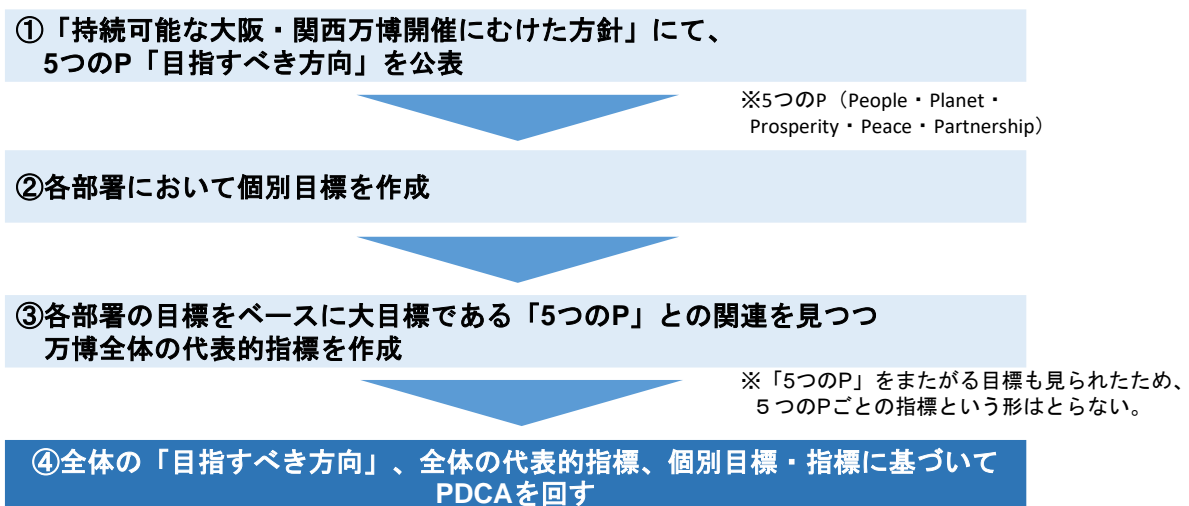 ①「持続可能な大阪・関西万博開催にむけた方針」にて、
5つのP「目指すべき方向」を公表
※5つのP（People・Planet・
Prosperity・Peace・Partnership）
②各部署において個別目標を作成
③各部署の目標をベースに大目標である「5つのP」との関連を見つつ
万博全体の代表的指標を作成
※「5つのP」をまたがる目標も見られたため、
５つのPごとの指標という形はとらない。
④全体の「目指すべき方向」、全体の代表的指標、個別目標・指標に基づいて
PDCAを回す